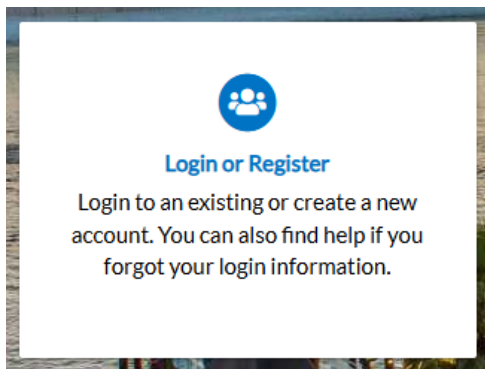 Login or Register
Login to an existing or create a new
account. You can also find help if you
forgot your login information.